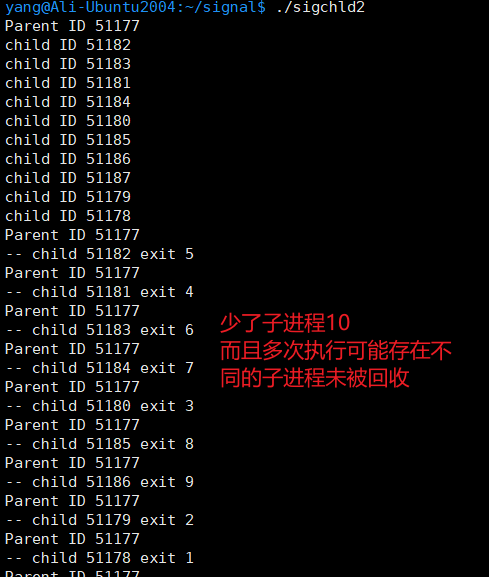 yang@Ali-Ubuntu2004:~/signal$ ./sigchld2
Parent ID 51177
child ID 51182
child ID 51183
child ID 51181
child ID 51184
child ID 51180
child ID 51185
child ID 51186
child ID 51187
child ID 51179
child ID 51178
Parent ID 51177
-- child 51182 exit 5
Parent ID 51177
-- child 51181 exit 4
Parent ID 51177
-- child 51183 exit 6
Parent ID 51177
-- child 51184 exit 7
Parent ID 51177
-- child 51180 exit 3
Parent ID 51177
-- child 51185 exit 8
Parent ID 51177
-- child 51186 exit 9
Parent ID 51177
-- child 51179 exit 2
Parent ID 51177
-- child 51178 exit 1
Parent ID 51177
少了子进程10
而且多次执行可能存在不
同的子进程未被回收